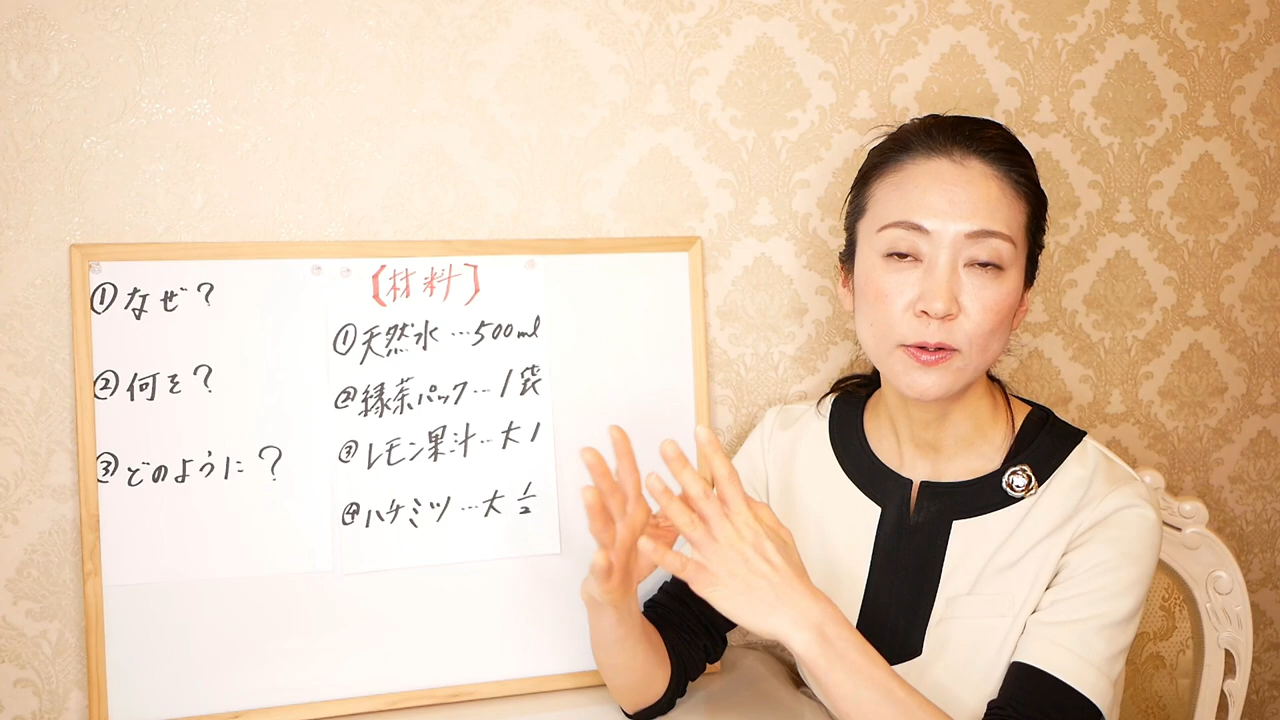 ①なぜ?
②何を?
③どのように?
【材料】
①天然水…500ml
②緑茶パック…1袋
③レモン果汁…大1
④ハチミツ…大1/2